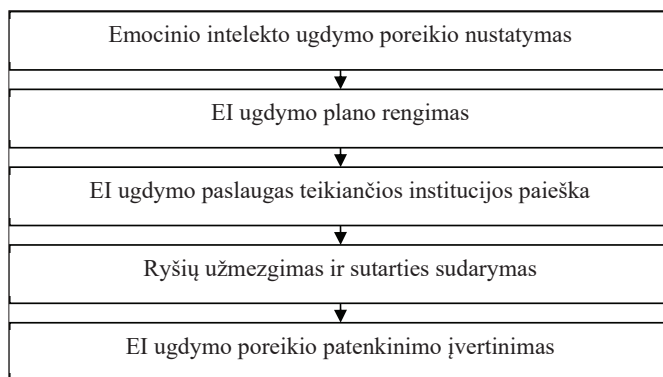 Emocinio intelekto ugdymo poreikio nustatymas
EI ugdymo plano rengimas
EI ugdymo paslaugas teikiančios institucijos paieška
Ryšių užmezgimas ir sutarties sudarymas
EI ugdymo poreikio patenkinimo įvertinimas